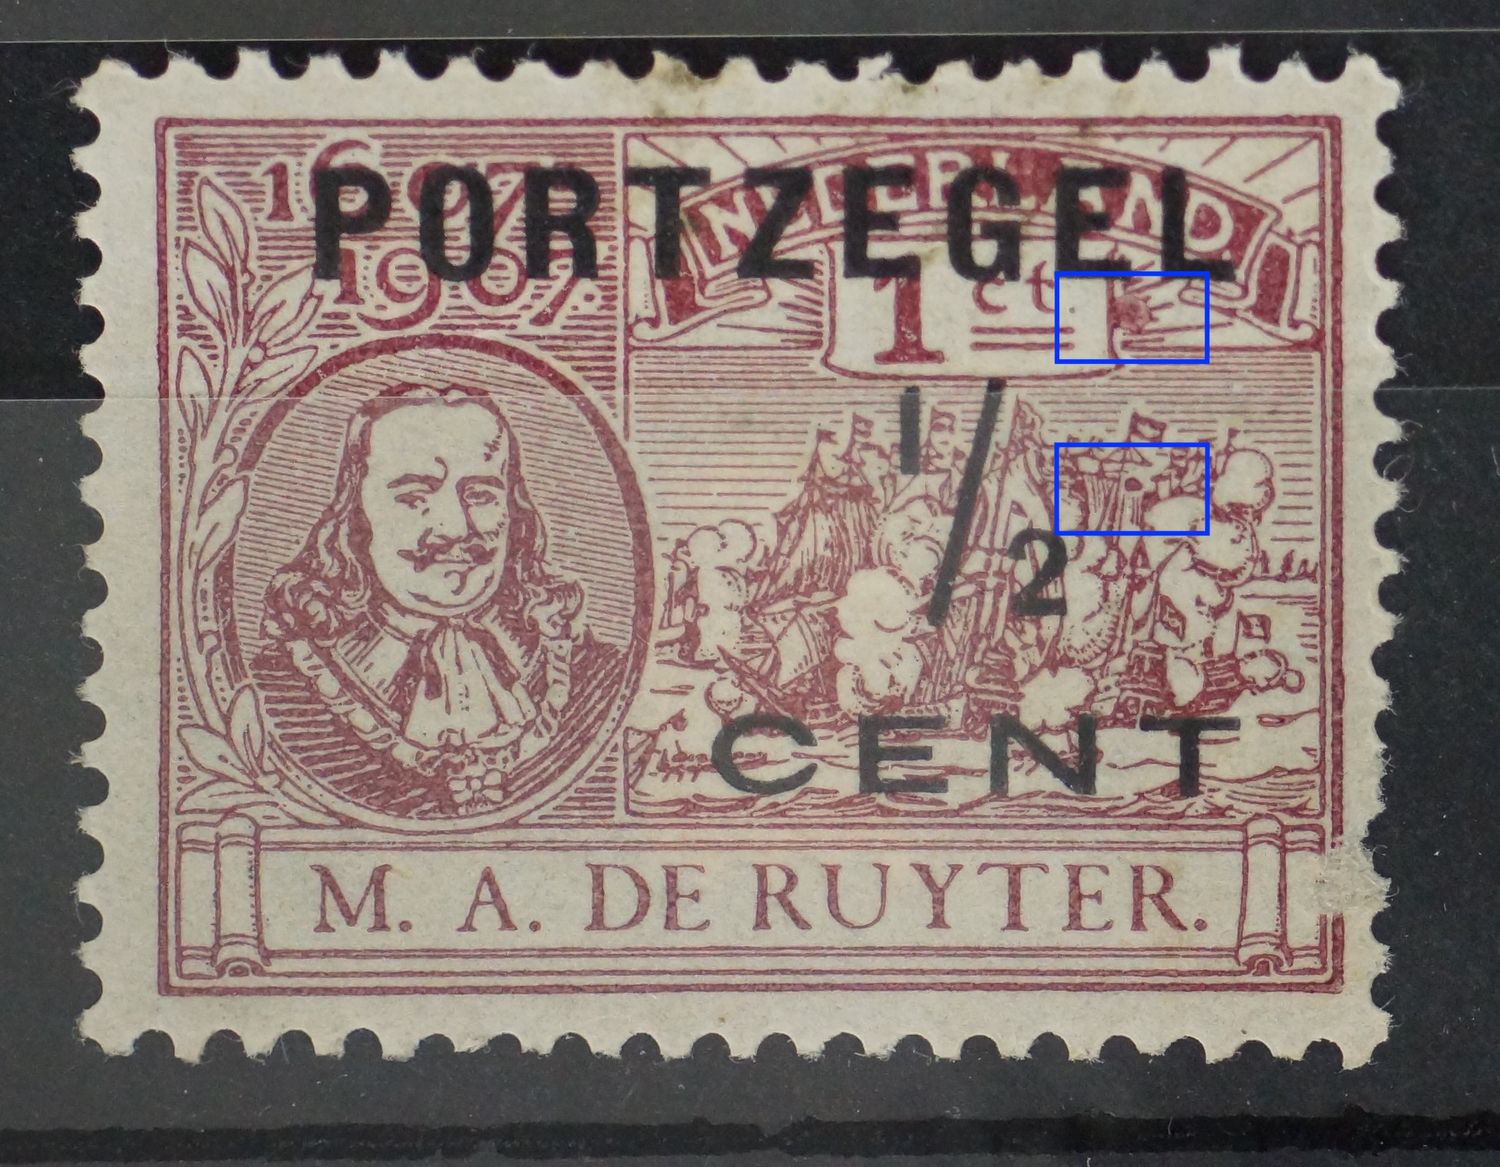 1607
1907.
PORTZEGEL
NEDERLAND.
1 ct
1/2
CENT
M. A. DE RUYTER.